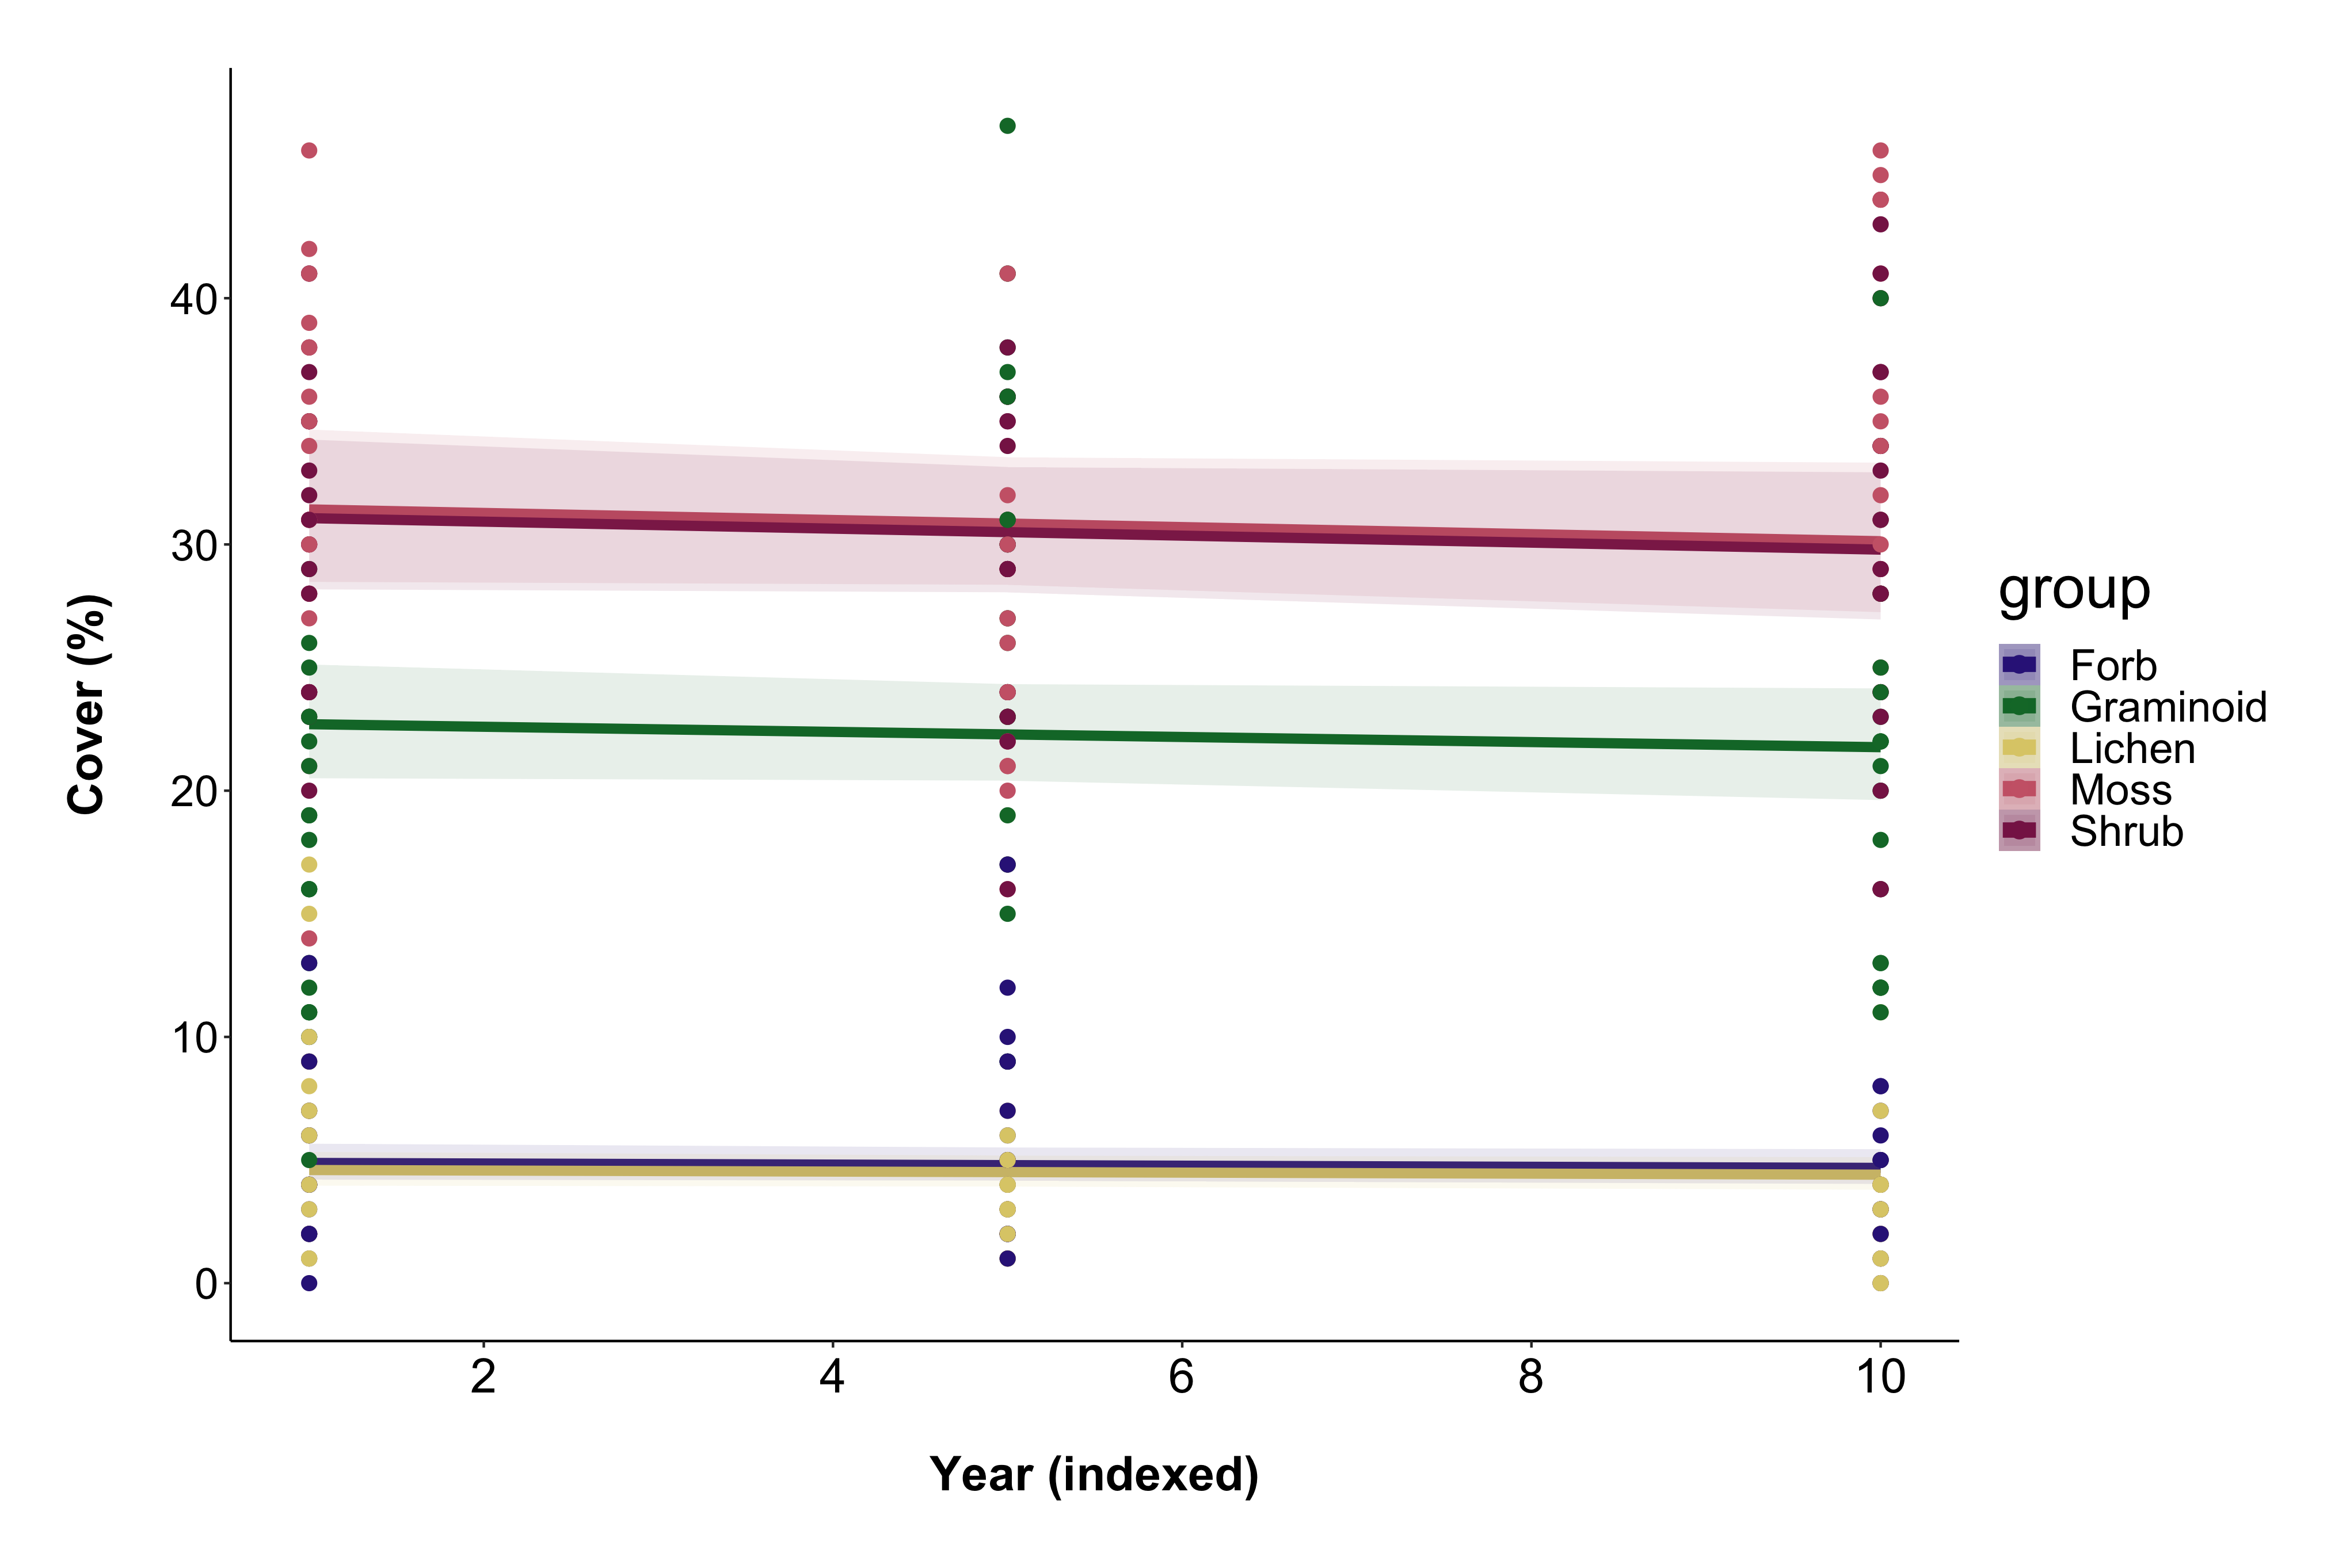 40
30
20
10
0
Cover (%)
2 4 6 8 10
Year (indexed)
group
Forb
Graminoid
Lichen
Moss
Shrub